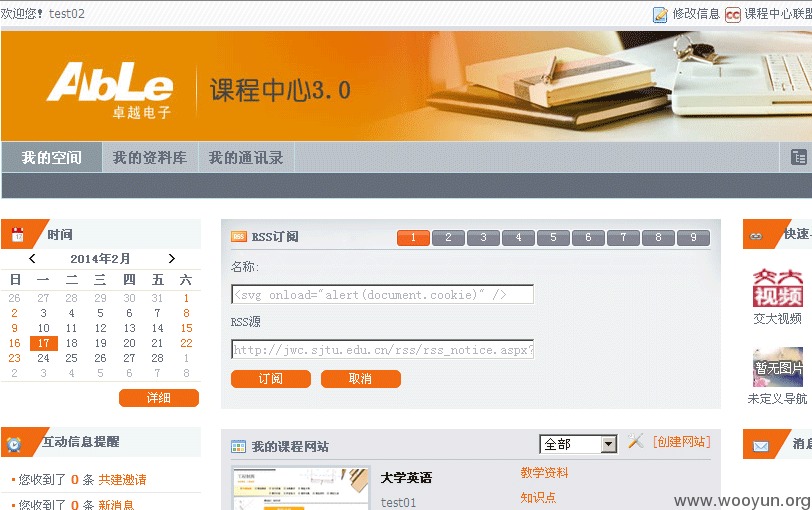 欢迎您! test02
修改信息 课程中心联盟
AbLe
卓越电子
课程中心3.0
我的空间 我的资料库 我的通讯录
时间
2014年2月
日 一 二 三 四 五 六
26 27 28 29 30 31 1
2 3 4 5 6 7 8
9 10 11 12 13 14 15
16 17 18 19 20 21 22
23 24 25 26 27 28 1
2 3 4 5 6 7 8
详细
互动信息提醒
您收到了 0 条 共建邀请
您收到了 0 条 新消息
RSS订阅 1 2 3 4 5 6 7 8 9
名称:
<svg onload="alert(document.cookie)" />
RSS源
http://jwc.sjtu.edu.cn/rss/rss_notice.aspx?
订阅 取消
我的课程网站 全部 [创建网站]
大学英语
test01
教学资料
知识点
快速导
交大
视频
交大视频
暂无图片
未定义导航
消息
www.wooyun.org